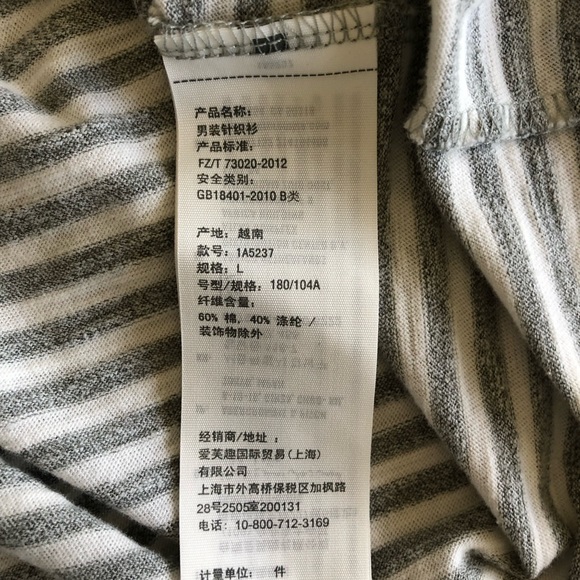 产品名称：
男装针织衫
产品标准：
FZ/T 73020-2012
安全类别：
GB18401-2010 B类
产地：越南
款号：1A5237
规格：L
号型/规格：180/104A
纤维含量：
60% 棉，40% 涤纶 /
装饰物除外
经销商/地址：
爱芙趣国际贸易(上海)
有限公司
上海市外高桥保税区加枫路
28号2505室200131
电话：10-800-712-3169
计量单位：件